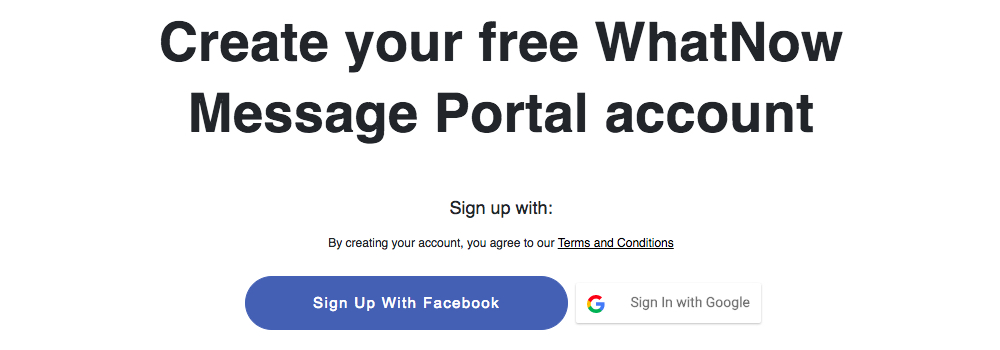 Create your free WhatNow
Message Portal account
Sign up with:
By creating your account, you agree to our Terms and Conditions
Sign Up With Facebook
Sign In with Google